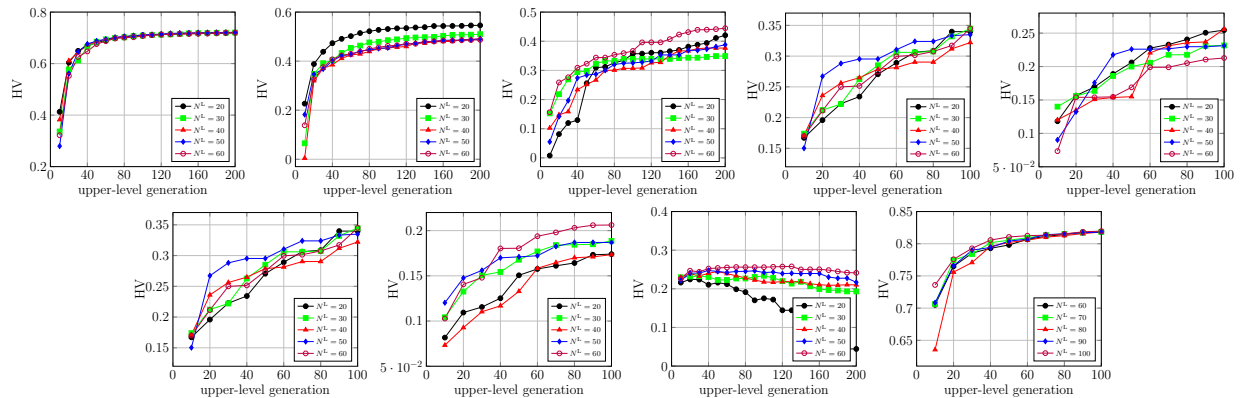 0.8
0.6
0.4
0.2
HV
0 40 80 120 160 200
upper-level generation
N^L = 20
N^L = 30
N^L = 40
N^L = 50
N^L = 60
0.6
0.4
0.2
0
HV
0 40 80 120 160 200
upper-level generation
N^L = 20
N^L = 30
N^L = 40
N^L = 50
N^L = 60
0.5
0.4
0.3
0.2
0.1
0
HV
0 40 80 120 160 200
upper-level generation
N^L = 20
N^L = 30
N^L = 40
N^L = 50
N^L = 60
0.35
0.3
0.25
0.2
0.15
HV
0 20 40 60 80 100
upper-level generation
N^L = 20
N^L = 30
N^L = 40
N^L = 50
N^L = 60
0.25
0.2
0.15
0.1
5 · 10^-2
HV
0 20 40 60 80 100
upper-level generation
N^L = 20
N^L = 30
N^L = 40
N^L = 50
N^L = 60
0.35
0.3
0.25
0.2
0.15
HV
0 20 40 60 80 100
upper-level generation
N^L = 20
N^L = 30
N^L = 40
N^L = 50
N^L = 60
0.2
0.15
0.1
5 · 10^-2
HV
0 20 40 60 80 100
upper-level generation
N^L = 20
N^L = 30
N^L = 40
N^L = 50
N^L = 60
0.4
0.3
0.2
0.1
0
HV
0 40 80 120 160 200
upper-level generation
N^L = 20
N^L = 30
N^L = 40
N^L = 50
N^L = 60
0.85
0.8
0.75
0.7
0.65
HV
0 20 40 60 80 100
upper-level generation
N^L = 60
N^L = 70
N^L = 80
N^L = 90
N^L = 100